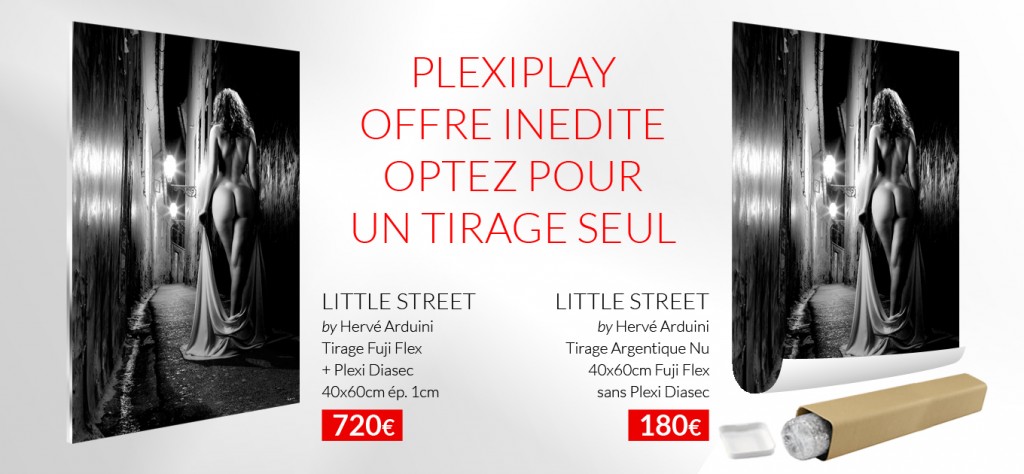 PLEXIPLAY
OFFRE INEDITE
OPTEZ POUR
UN TIRAGE SEUL
LITTLE STREET
by Hervé Arduini
Tirage Fuji Flex
+ Plexi Diasec
40x60cm ép. 1cm
720€
LITTLE STREET
by Hervé Arduini
Tirage Argentique Nu
40x60cm Fuji Flex
sans Plexi Diasec
180€